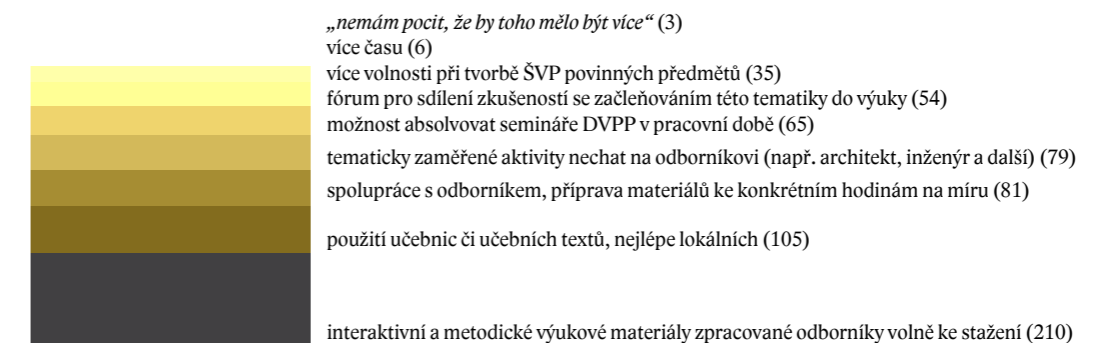 „nemám pocit, že by toho mělo být více“ (3)
více času (6)
více volnosti při tvorbě ŠVP povinných předmětů (35)
fórum pro sdílení zkušeností se začleňováním této tematiky do výuky (54)
možnost absolvovat semináře DVPP v pracovní době (65)
tematicky zaměřené aktivity nechat na odborníkovi (např. architekt, inženýr a další) (79)
spolupráce s odborníkem, příprava materiálů ke konkrétním hodinám na míru (81)
použití učebnic či učebních textů, nejlépe lokálních (105)
interaktivní a metodické výukové materiály zpracované odborníky volně ke stažení (210)